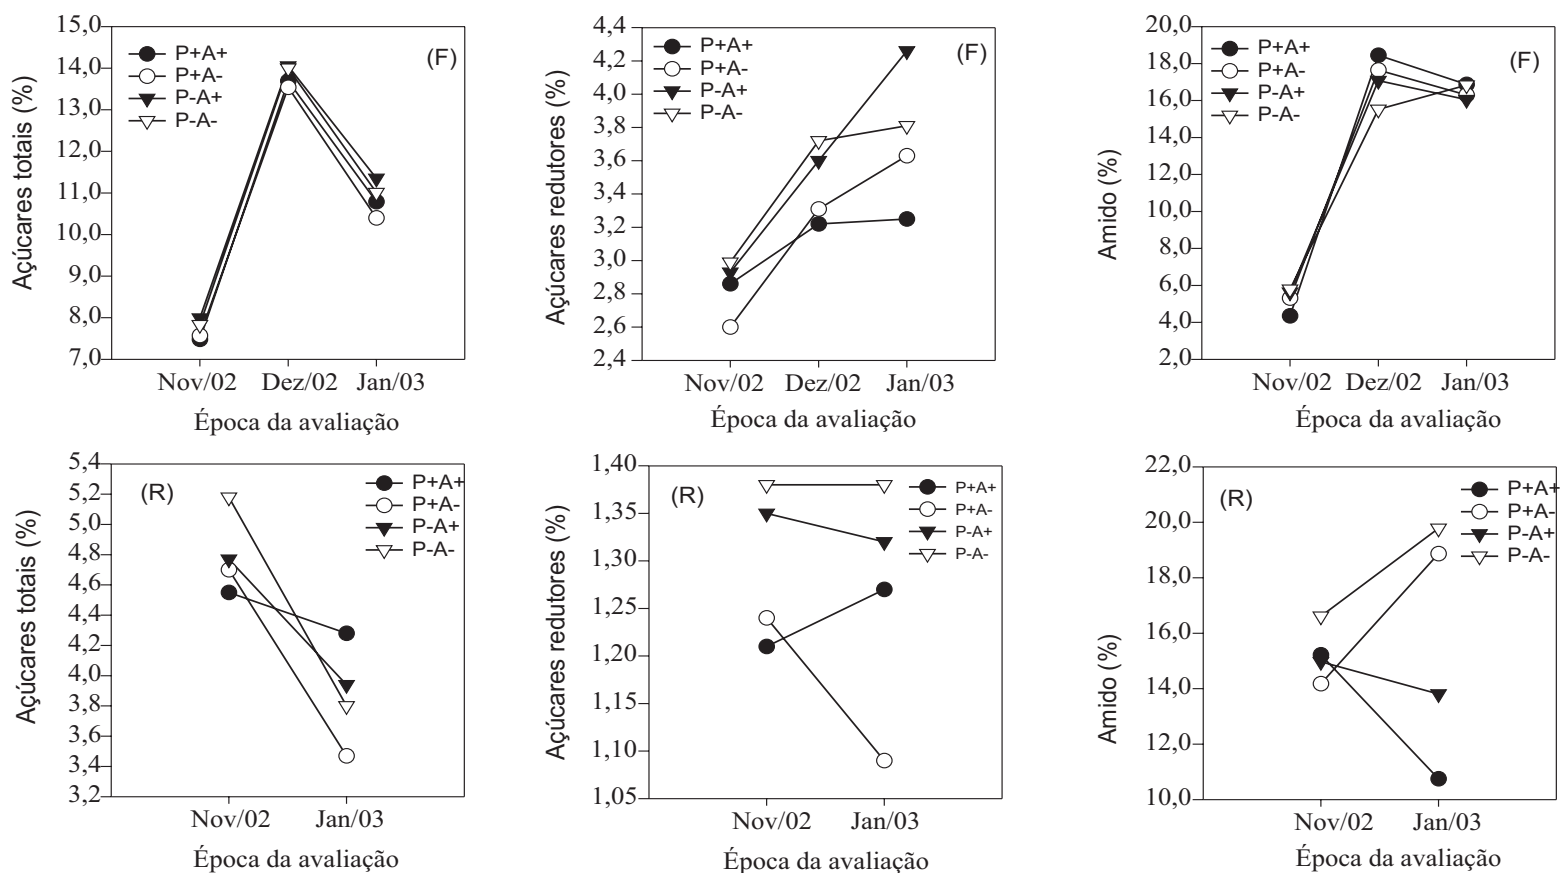 Açúcares totais (%)
15,0
14,0
13,0
12,0
11,0
10,0
9,0
8,0
7,0
P+A+
P+A-
P-A+
P-A-
(F)
Nov/02 Dez/02 Jan/03
Época da avaliação
Açúcares redutores (%)
4,4
4,2
4,0
3,8
3,6
3,4
3,2
3,0
2,8
2,6
2,4
P+A+
P+A-
P-A+
P-A-
(F)
Nov/02 Dez/02 Jan/03
Época da avaliação
Amido (%)
20,0
18,0
16,0
14,0
12,0
10,0
8,0
6,0
4,0
2,0
P+A+
P+A-
P-A+
P-A-
(F)
Nov/02 Dez/02 Jan/03
Época da avaliação
Açúcares totais (%)
5,4
5,2
5,0
4,8
4,6
4,4
4,2
4,0
3,8
3,6
3,4
3,2
(R)
P+A+
P+A-
P-A+
P-A-
Nov/02 Jan/03
Época da avaliação
Açúcares redutores (%)
1,40
1,35
1,30
1,25
1,20
1,15
1,10
1,05
(R)
P+A+
P+A-
P-A+
P-A-
Nov/02 Jan/03
Época da avaliação
Amido (%)
22,0
20,0
18,0
16,0
14,0
12,0
10,0
(R)
P+A+
P+A-
P-A+
P-A-
Nov/02 Jan/03
Época da avaliação